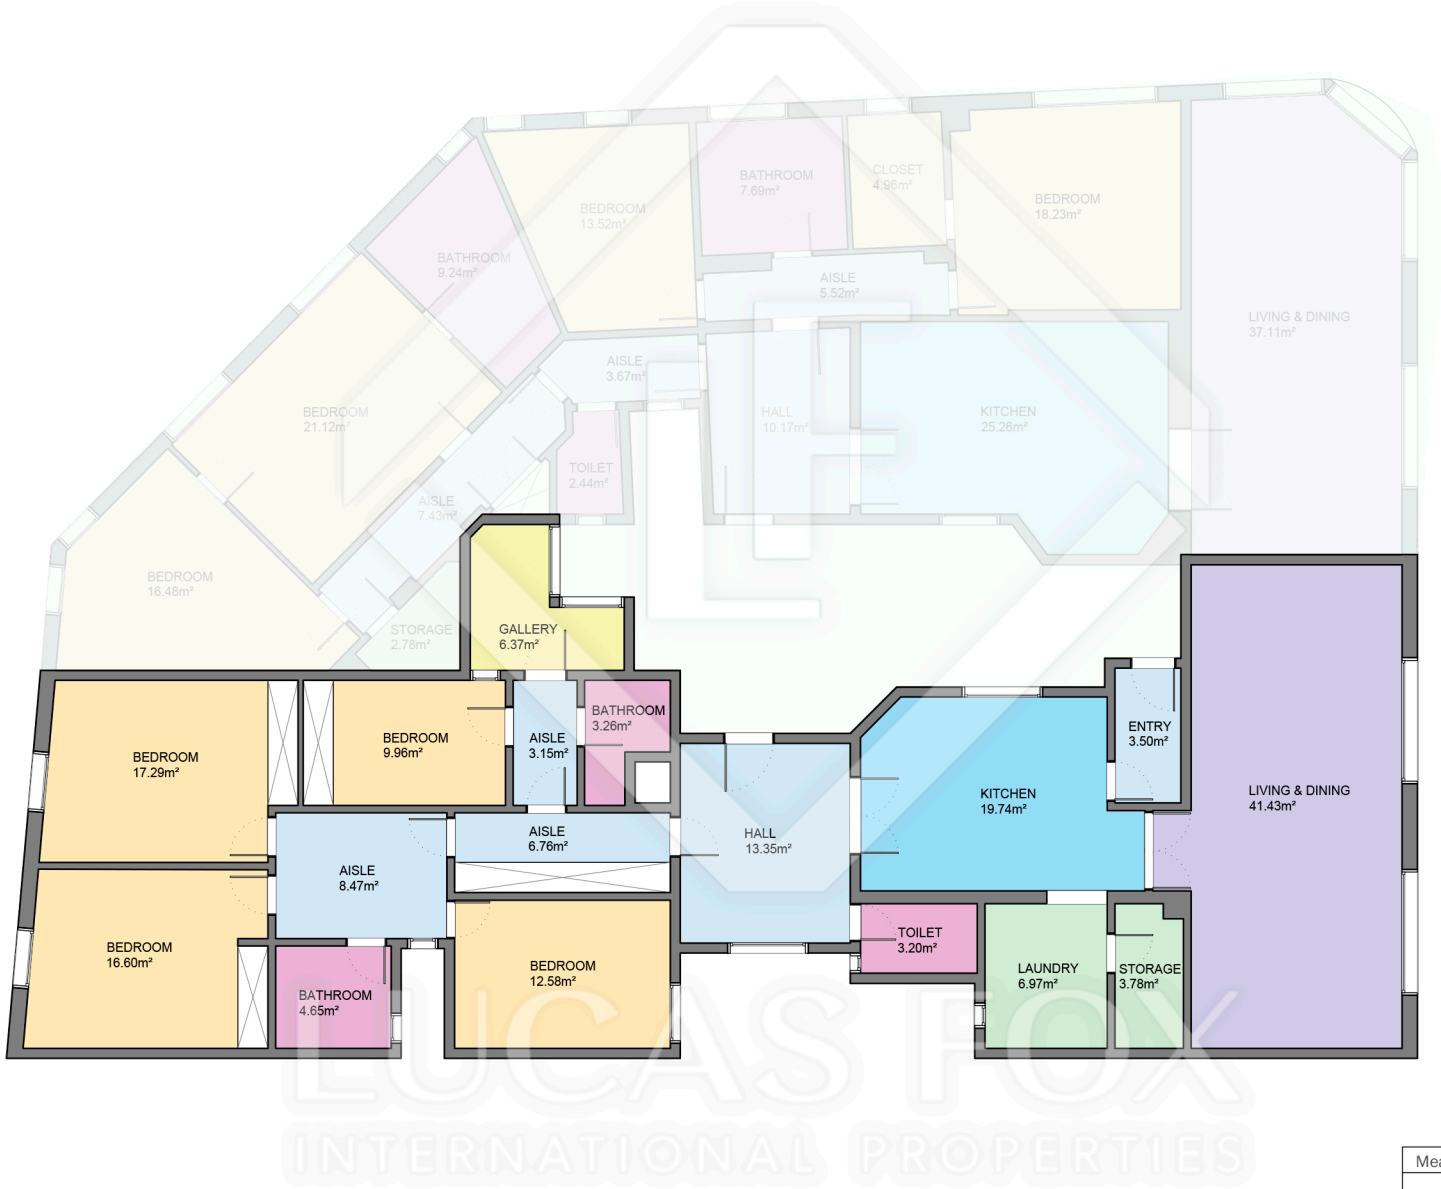 BATHROOM
7.69m²
CLOSET
4.96m²
BEDROOM
18.23m²
BEDROOM
13.52m²
BATHROOM
9.24m²
AISLE
5.52m²
LIVING & DINING
37.11m²
AISLE
3.67m²
BEDROOM
21.12m²
HALL
10.17m²
KITCHEN
25.26m²
TOILET
2.44m²
AISLE
7.43m²
BEDROOM
16.48m²
STORAGE
2.78m²
GALLERY
6.37m²
BEDROOM
17.29m²
BEDROOM
9.96m²
AISLE
3.15m²
BATHROOM
3.26m²
ENTRY
3.50m²
KITCHEN
19.74m²
LIVING & DINING
41.43m²
AISLE
6.76m²
HALL
13.35m²
AISLE
8.47m²
BEDROOM
16.60m²
BEDROOM
12.58m²
TOILET
3.20m²
LAUNDRY
6.97m²
STORAGE
3.78m²
BATHROOM
4.65m²
LUCAS FOX
INTERNATIONAL PROPERTIES